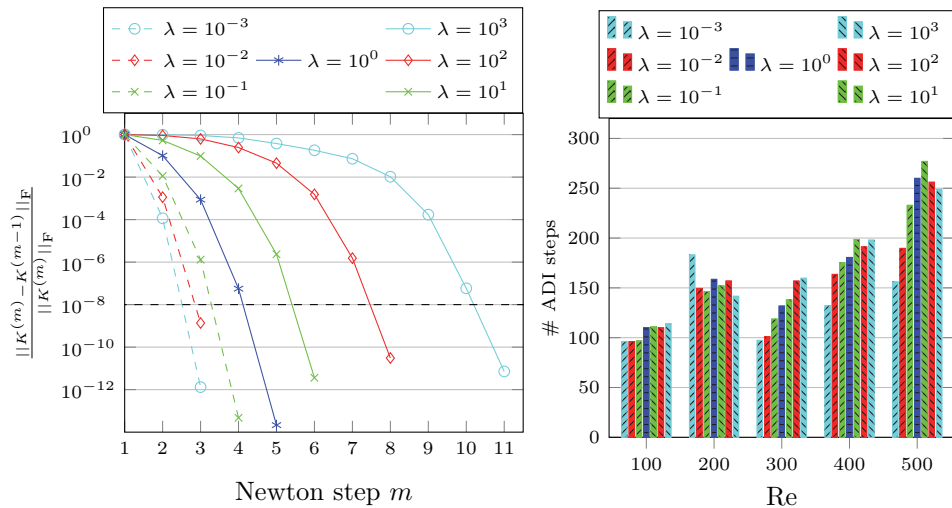 λ = 10^{-3}
λ = 10^{3}
λ = 10^{-2}
λ = 10^{0}
λ = 10^{2}
λ = 10^{-1}
λ = 10^{1}
10^{0}
10^{-2}
10^{-4}
10^{-6}
10^{-8}
10^{-10}
10^{-12}
||K^{(m)} − K^{(m−1)}||_F
||K^{(m)}||_F
1 2 3 4 5 6 7 8 9 10 11
Newton step m
λ = 10^{-3}
λ = 10^{3}
λ = 10^{-2}
λ = 10^{0}
λ = 10^{2}
λ = 10^{-1}
λ = 10^{1}
300
250
200
150
100
50
0
# ADI steps
100 200 300 400 500
Re